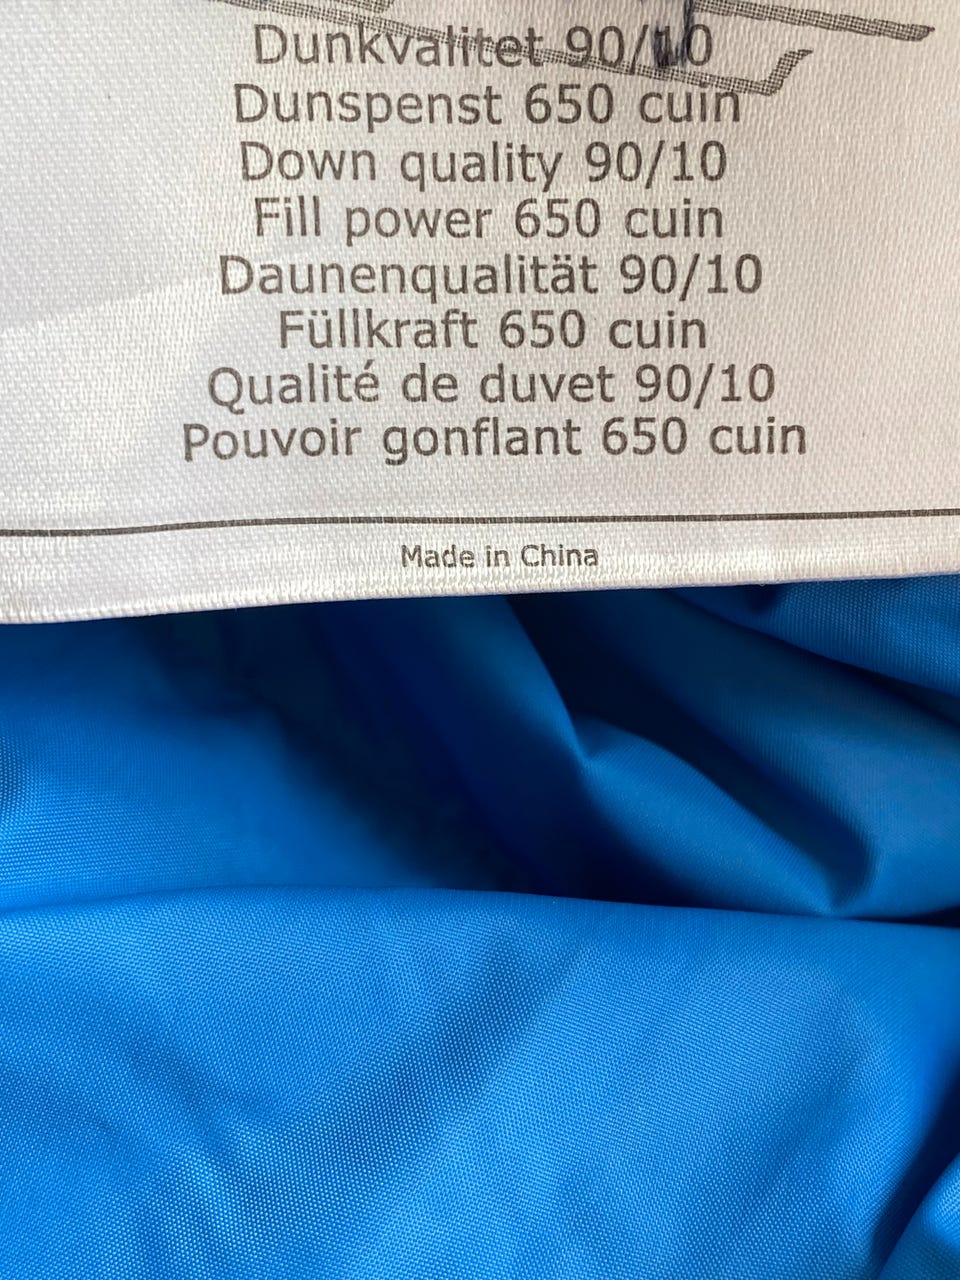 Dunkvalitet 90/10
Dunspenst 650 cuin
Down quality 90/10
Fill power 650 cuin
Daunenqualität 90/10
Füllkraft 650 cuin
Qualité de duvet 90/10
Pouvoir gonflant 650 cuin
Made in China